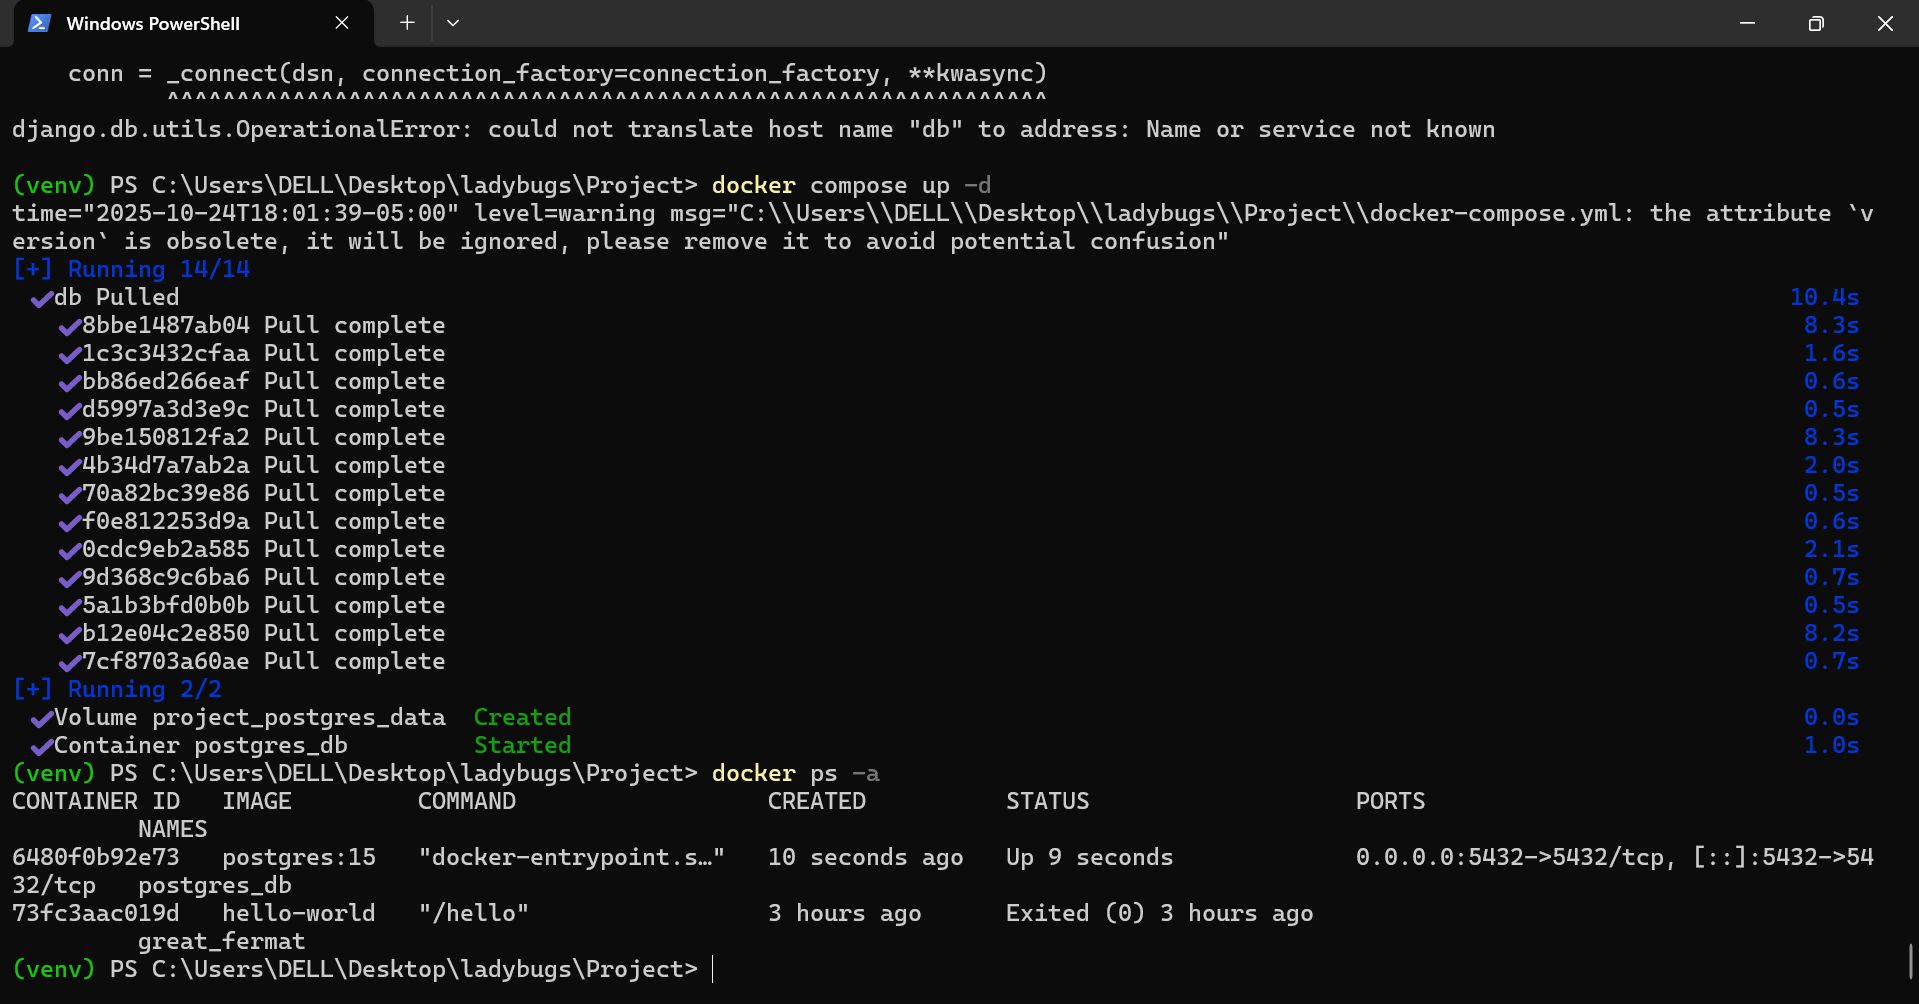 Windows PowerShell
    conn = _connect(dsn, connection_factory=connection_factory, **kwasync)
           ^^^^^^^^^^^^^^^^^^^^^^^^^^^^^^^^^^^^^^^^^^^^^^^^^^^^^^^^^^^^^^^
django.db.utils.OperationalError: could not translate host name "db" to address: Name or service not known
(venv) PS C:\Users\DELL\Desktop\ladybugs\Project> docker compose up -d
time="2025-10-24T18:01:39-05:00" level=warning msg="C:\\Users\\DELL\\Desktop\\ladybugs\\Project\\docker-compose.yml: the attribute `v
ersion` is obsolete, it will be ignored, please remove it to avoid potential confusion"
[+] Running 14/14
 ✔db Pulled 10.4s
   ✔8bbe1487ab04 Pull complete 8.3s
   ✔1c3c3432cfaa Pull complete 1.6s
   ✔bb86ed266eaf Pull complete 0.6s
   ✔d5997a3d3e9c Pull complete 0.5s
   ✔9be150812fa2 Pull complete 8.3s
   ✔4b34d7a7ab2a Pull complete 2.0s
   ✔70a82bc39e86 Pull complete 0.5s
   ✔f0e812253d9a Pull complete 0.6s
   ✔0cdc9eb2a585 Pull complete 2.1s
   ✔9d368c9c6ba6 Pull complete 0.7s
   ✔5a1b3bfd0b0b Pull complete 0.5s
   ✔b12e04c2e850 Pull complete 8.2s
   ✔7cf8703a60ae Pull complete 0.7s
[+] Running 2/2
 ✔Volume project_postgres_data  Created 0.0s
 ✔Container postgres_db         Started 1.0s
(venv) PS C:\Users\DELL\Desktop\ladybugs\Project> docker ps -a
CONTAINER ID   IMAGE         COMMAND                  CREATED          STATUS                   PORTS
         NAMES
6480f0b92e73   postgres:15   "docker-entrypoint.s…"   10 seconds ago   Up 9 seconds             0.0.0.0:5432->5432/tcp, [::]:5432->54
32/tcp   postgres_db
73fc3aac019d   hello-world   "/hello"                 3 hours ago      Exited (0) 3 hours ago
         great_fermat
(venv) PS C:\Users\DELL\Desktop\ladybugs\Project>